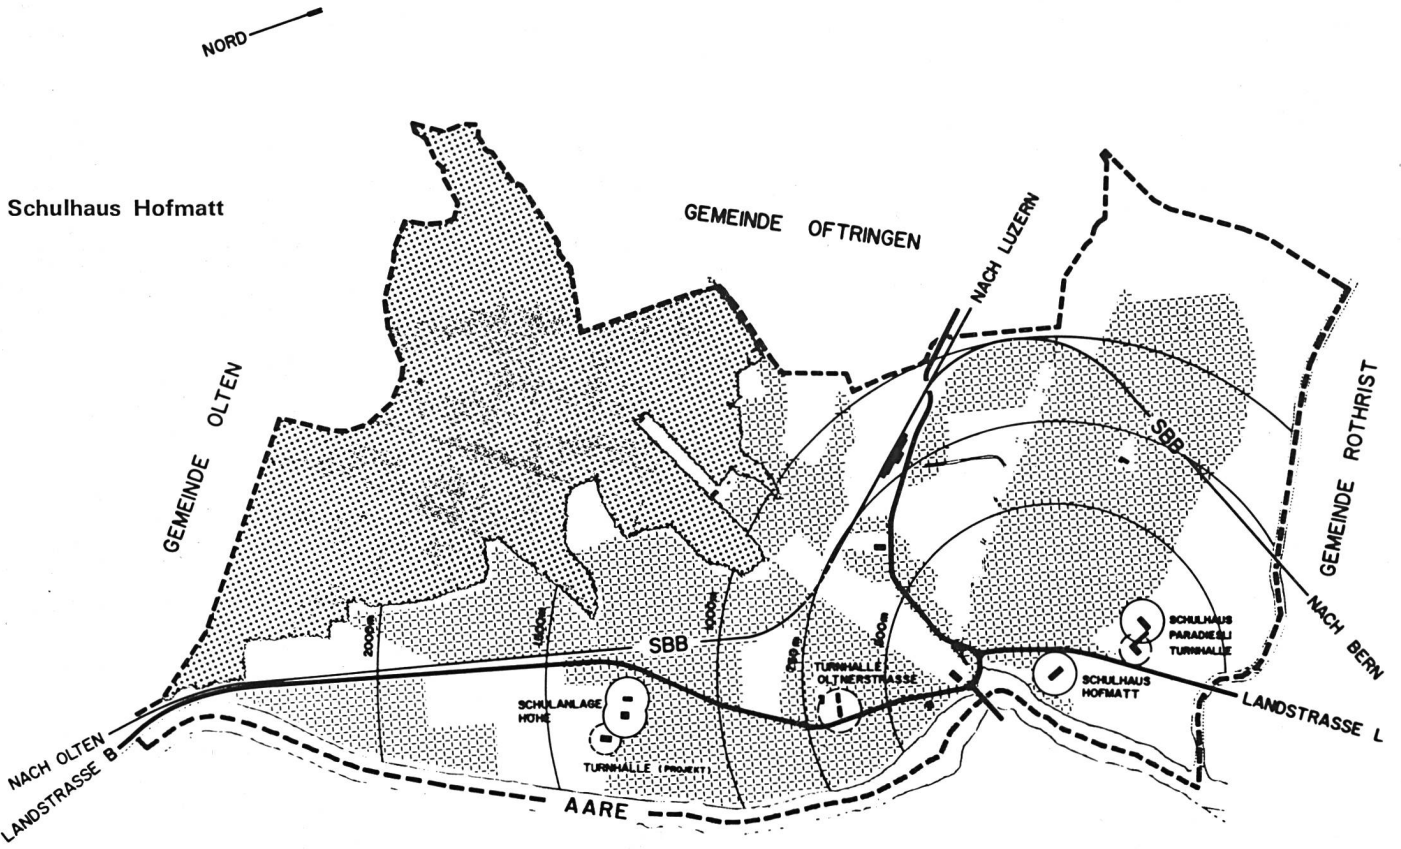 NORD
Schulhaus Hofmatt
GEMEINDE OFTRINGEN
NACH LUZERN
GEMEINDE OLTEN
GEMEINDE ROTHRIST
SBB
2000m
1500m
1000m
750m
500m
SBB
NACH BERN
SCHULHAUS
PARADIESLI
TURNHALLE
TURNHALLE
OLTNERSTRASSE
SCHULHAUS
HOFMATT
SCHULANLAGE
HÖHE
TURNHALLE (PROJEKT)
LANDSTRASSE L
NACH OLTEN
LANDSTRASSE B
AARE